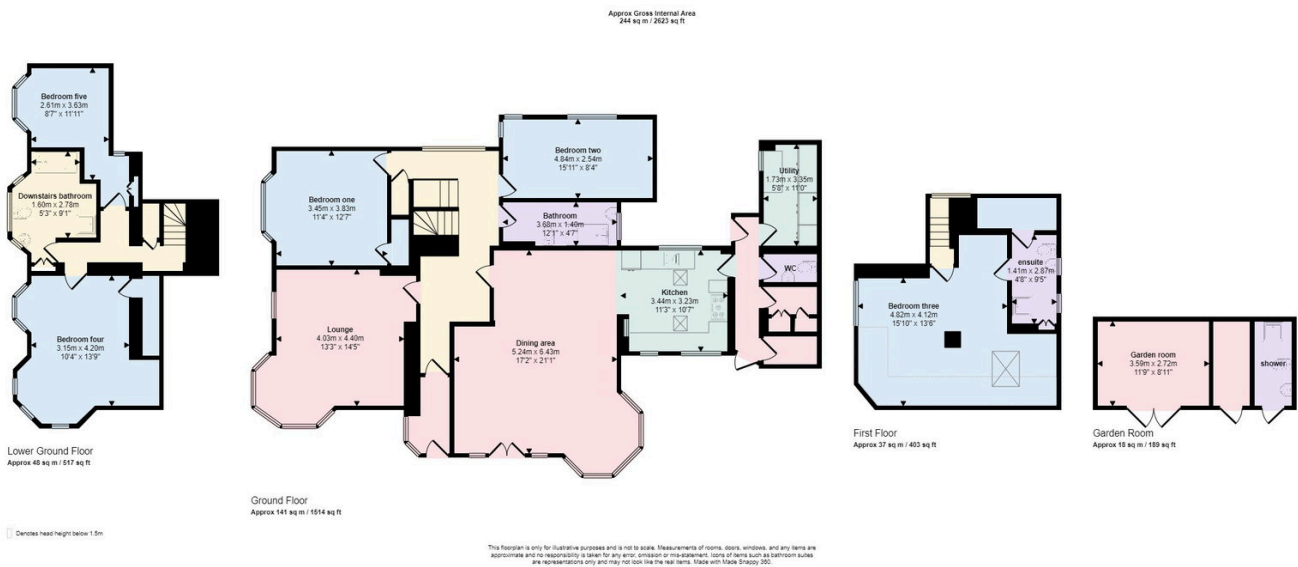 Approx Gross Internal Area
244 sq m / 2623 sq ft
Bedroom five
2.61m x 3.63m
8'7" x 11'11"
Downstairs bathroom
1.60m x 2.78m
5'3" x 9'1"
Bedroom four
3.15m x 4.20m
10'4" x 13'9"
Lower Ground Floor
Approx 48 sq m / 517 sq ft
Bedroom one
3.45m x 3.83m
11'4" x 12'7"
Bedroom two
4.84m x 2.54m
15'11" x 8'4"
Bathroom
3.68m x 1.40m
12'1" x 4'7"
Utility
1.73m x 3.35m
5'8" x 11'0"
WC
Kitchen
3.44m x 3.23m
11'3" x 10'7"
Lounge
4.03m x 4.40m
13'3" x 14'5"
Dining area
5.24m x 6.43m
17'2" x 21'1"
Ground Floor
Approx 141 sq m / 1514 sq ft
ensuite
1.41m x 2.87m
4'8" x 9'5"
Bedroom three
4.82m x 4.12m
15'10" x 13'6"
First Floor
Approx 37 sq m / 403 sq ft
Garden room
3.59m x 2.72m
11'9" x 8'11"
shower
Garden Room
Approx 18 sq m / 189 sq ft
Denotes head height below 1.5m
This floorplan is only for illustrative purposes and is not to scale. Measurements of rooms, doors, windows, and any items are
approximate and no responsibility is taken for any error, omission or mis-statement. Icons of items such as bathroom suites
are representations only and may not look like the real items. Made with Made Snappy 360.